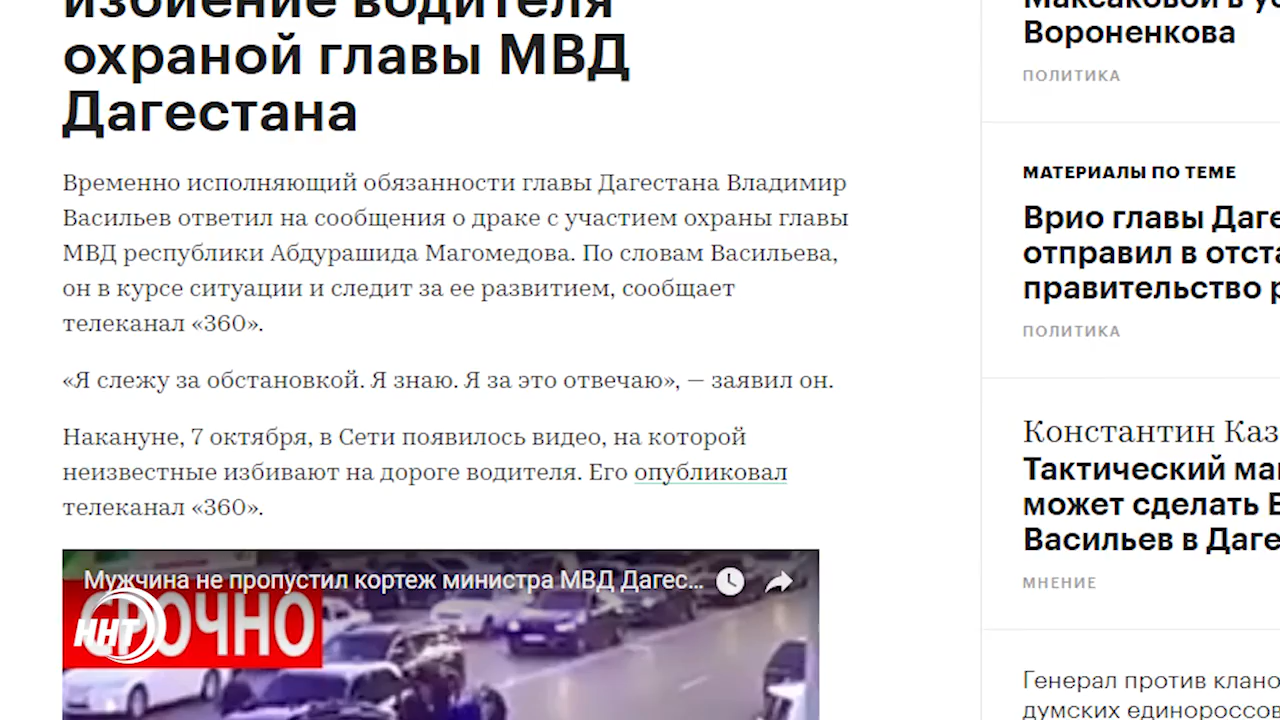 избиение водителя
охраной главы МВД
Дагестана
Временно исполняющий обязанности главы Дагестана Владимир
Васильев ответил на сообщения о драке с участием охраны главы
МВД республики Абдурашида Магомедова. По словам Васильева,
он в курсе ситуации и следит за ее развитием, сообщает
телеканал «360».
«Я слежу за обстановкой. Я знаю. Я за это отвечаю», — заявил он.
Накануне, 7 октября, в Сети появилось видео, на которой
неизвестные избивают на дороге водителя. Его опубликовал
телеканал «360».
Мужчина не пропустил кортеж министра МВД Дагес...
СРОЧНО
ННТ
Максаковой в у
Вороненкова
ПОЛИТИКА
МАТЕРИАЛЫ ПО ТЕМЕ
Врио главы Даге
отправил в отста
правительство р
ПОЛИТИКА
Константин Каз
Тактический ма
может сделать В
Васильев в Даге
МНЕНИЕ
Генерал против клано
думских единороссов